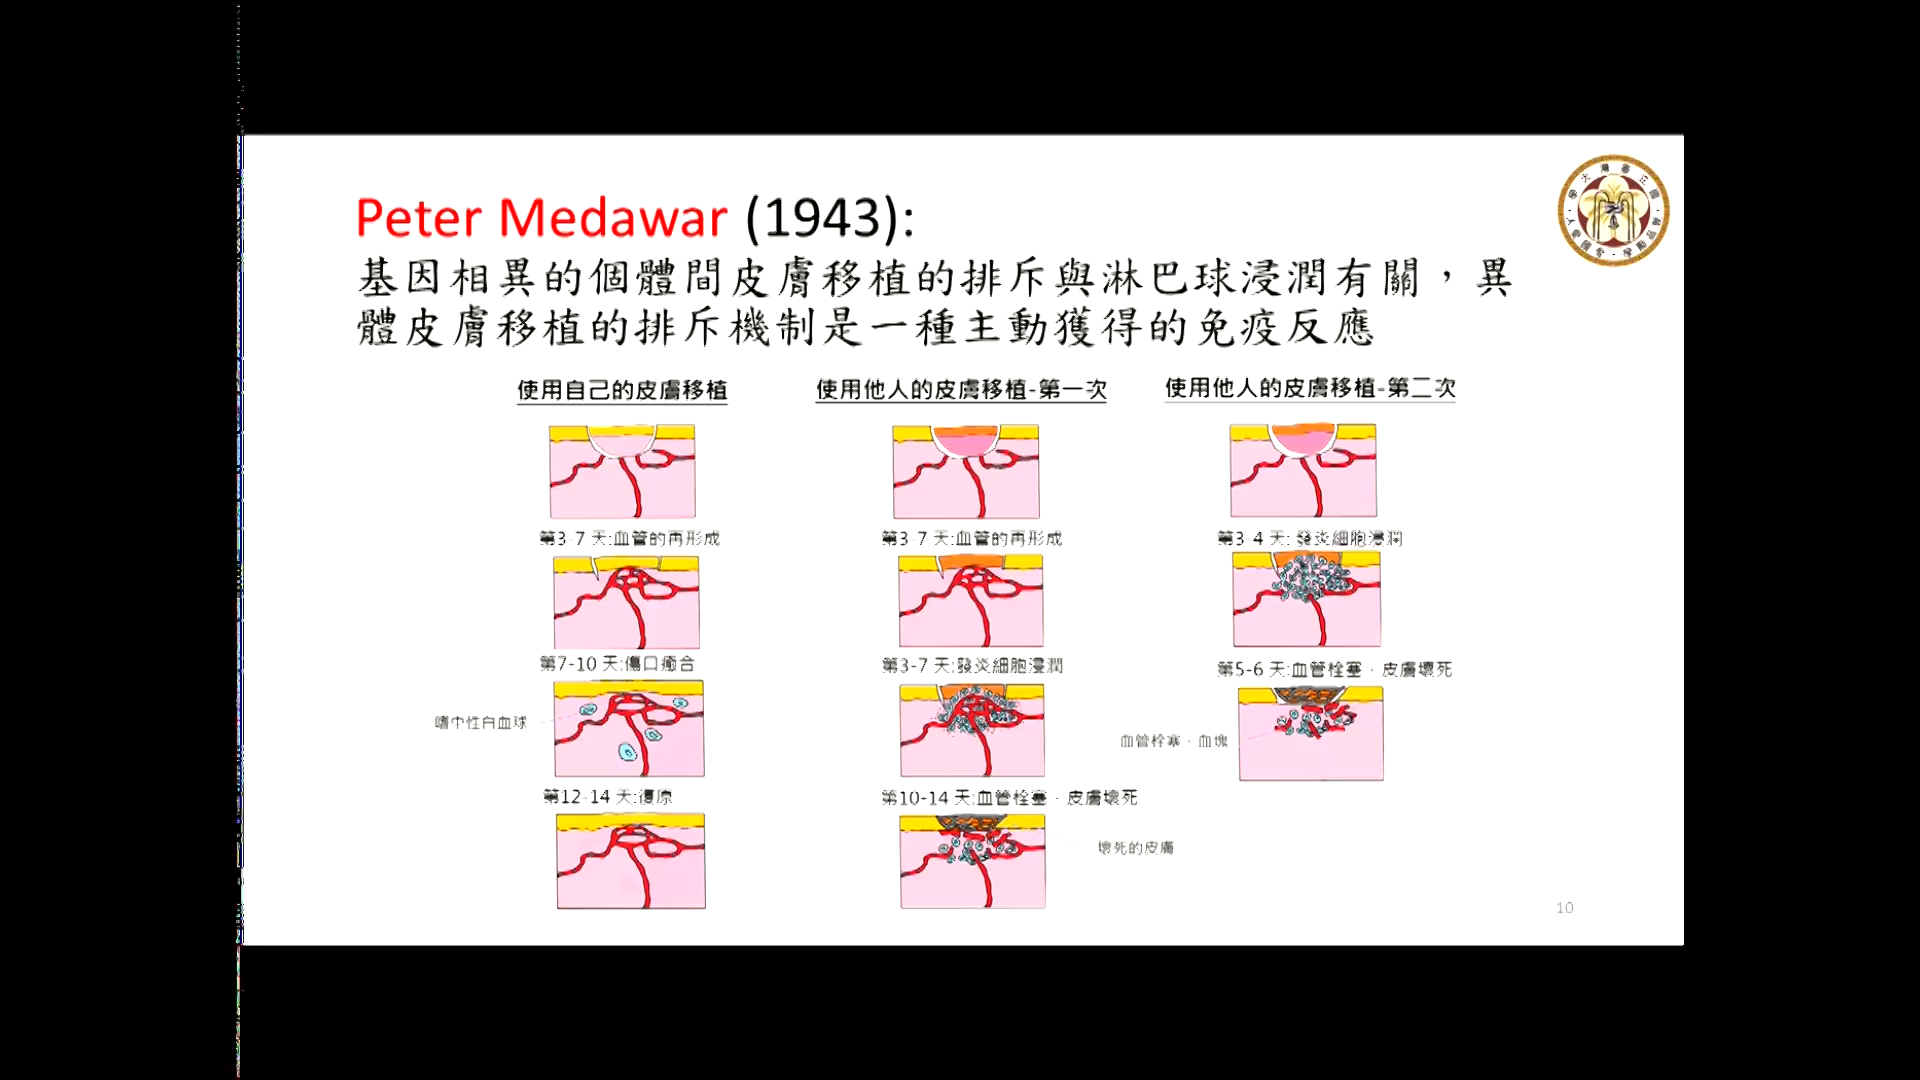 Peter Medawar (1943):
基因相異的個體間皮膚移植的排斥與淋巴球浸潤有關，異
體皮膚移植的排斥機制是一種主動獲得的免疫反應
使用自己的皮膚移植
第3-7 天:血管的再形成
第7-10 天:傷口癒合
嗜中性白血球
第12-14 天:復原
使用他人的皮膚移植-第一次
第3-7 天:血管的再形成
第3-7 天:發炎細胞浸潤
第10-14 天:血管栓塞、皮膚壞死
壞死的皮膚
使用他人的皮膚移植-第二次
第3-4 天: 發炎細胞浸潤
第5-6 天:血管栓塞、皮膚壞死
血管栓塞、血塊
10